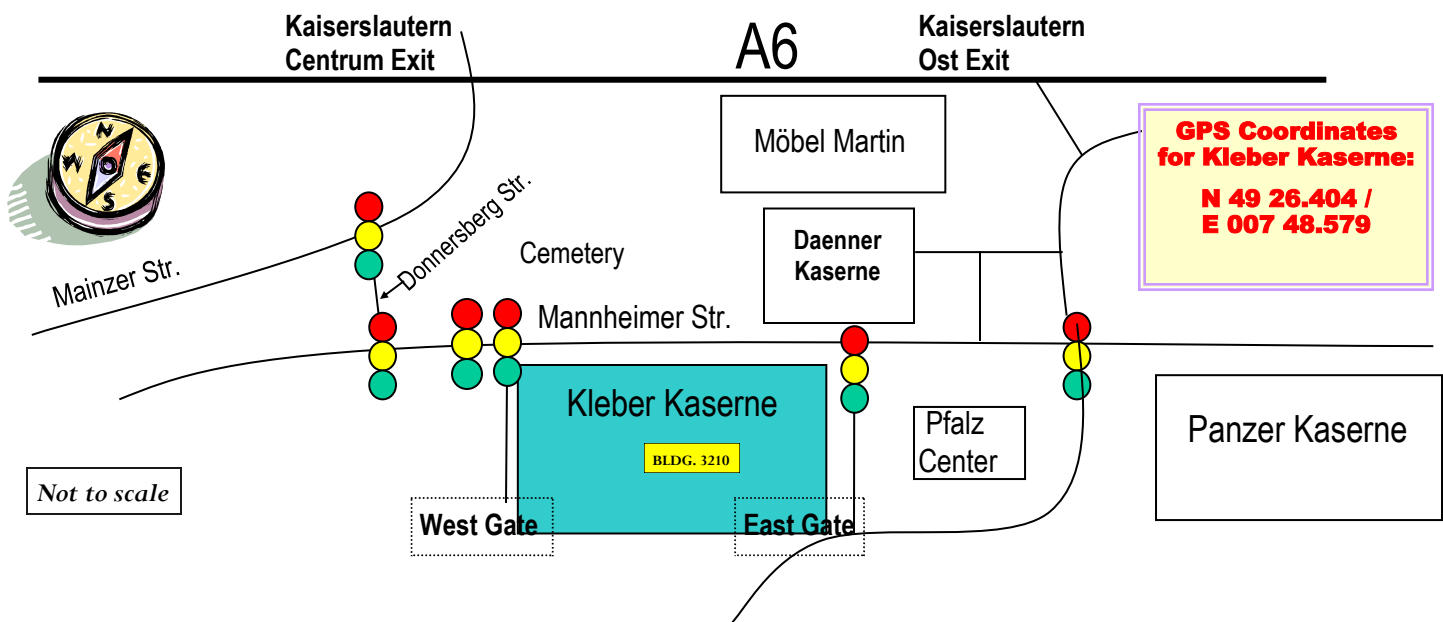 Kaiserslautern
Centrum Exit
A6
Kaiserslautern
Ost Exit
N
W
E
S
Möbel Martin
GPS Coordinates
for Kleber Kaserne:
N 49 26.404 /
E 007 48.579
Mainzer Str.
Donnersberg Str.
Cemetery
Daenner
Kaserne
Mannheimer Str.
Kleber Kaserne
BLDG. 3210
Pfalz
Center
Panzer Kaserne
Not to scale
West Gate
East Gate